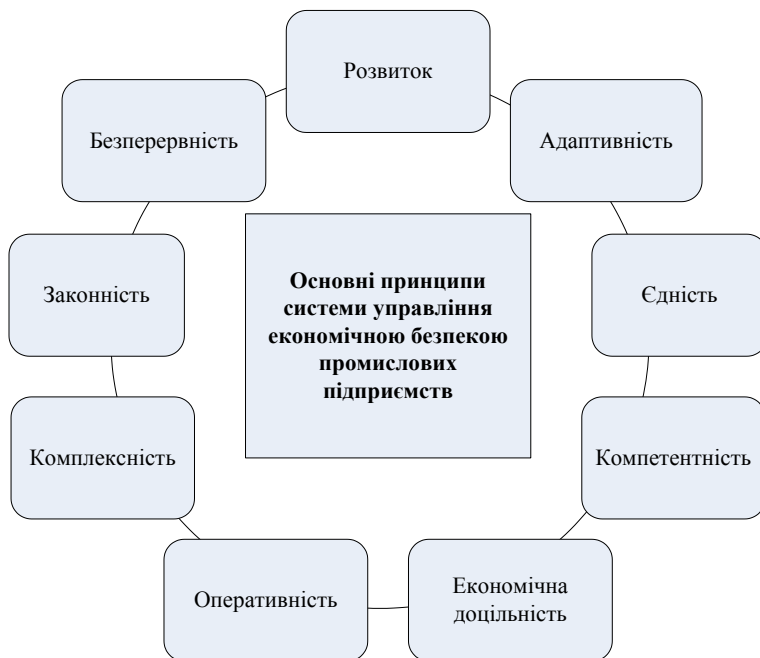 Розвиток
Безперервність
Адаптивність
Основні принципи
системи управління
економічною безпекою
промислових
підприємств
Законність
Єдність
Комплексність
Компетентність
Оперативність
Економічна
доцільність